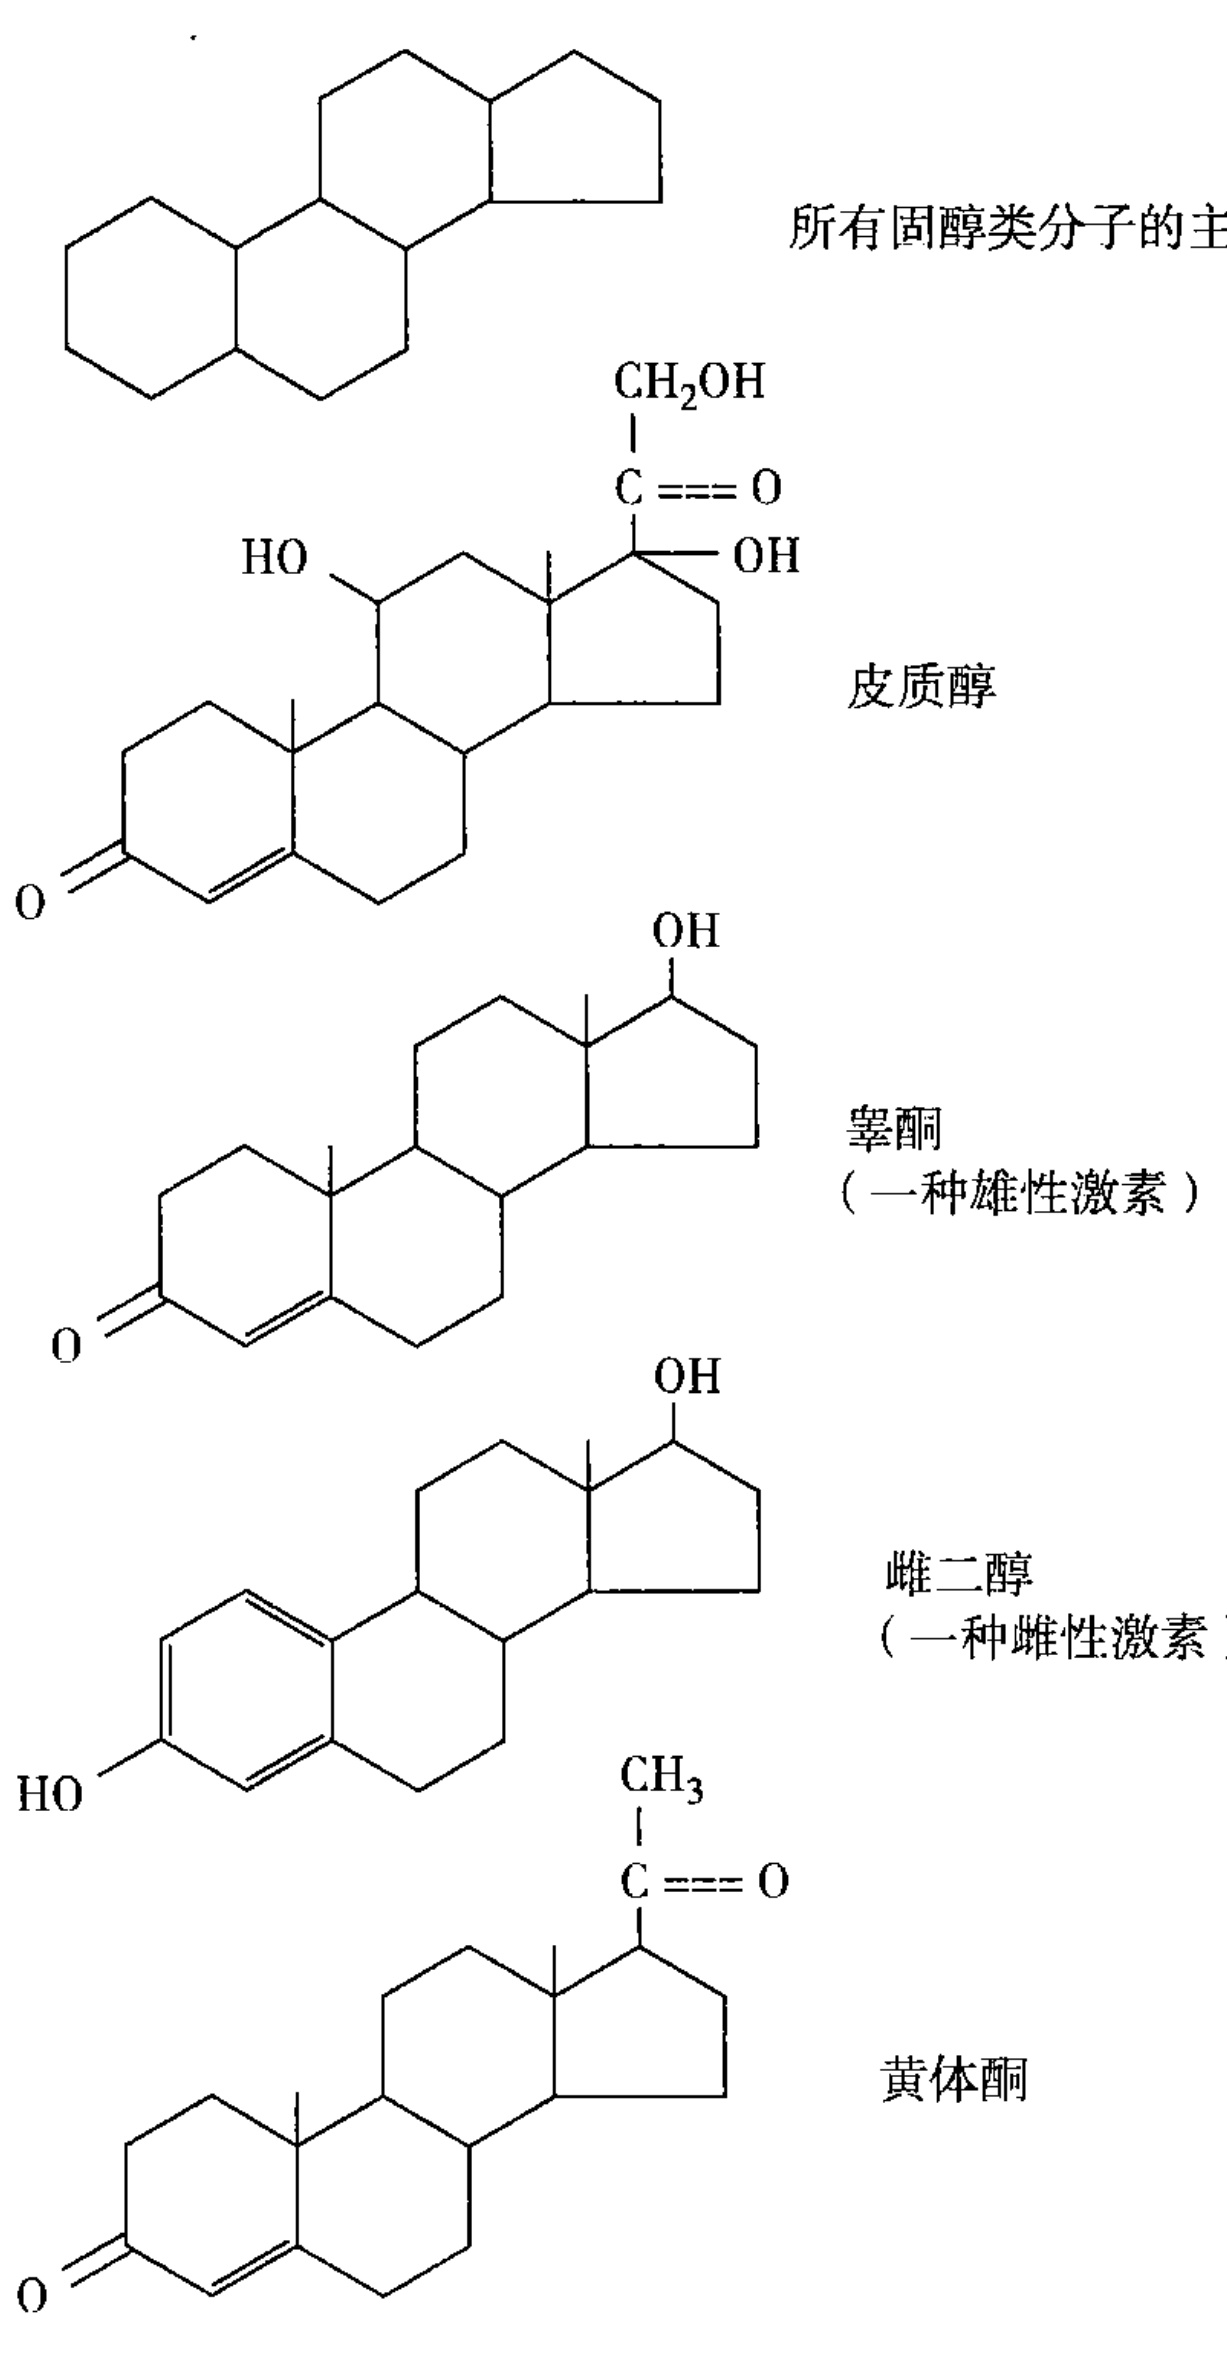 所有固醇类分子的主
CH₂OH
C===O
HO
OH
皮质醇
O
OH
睾酮
（一种雄性激素）
O
OH
雌二醇
（一种雌性激素）
HO
CH₃
C===O
黄体酮
O